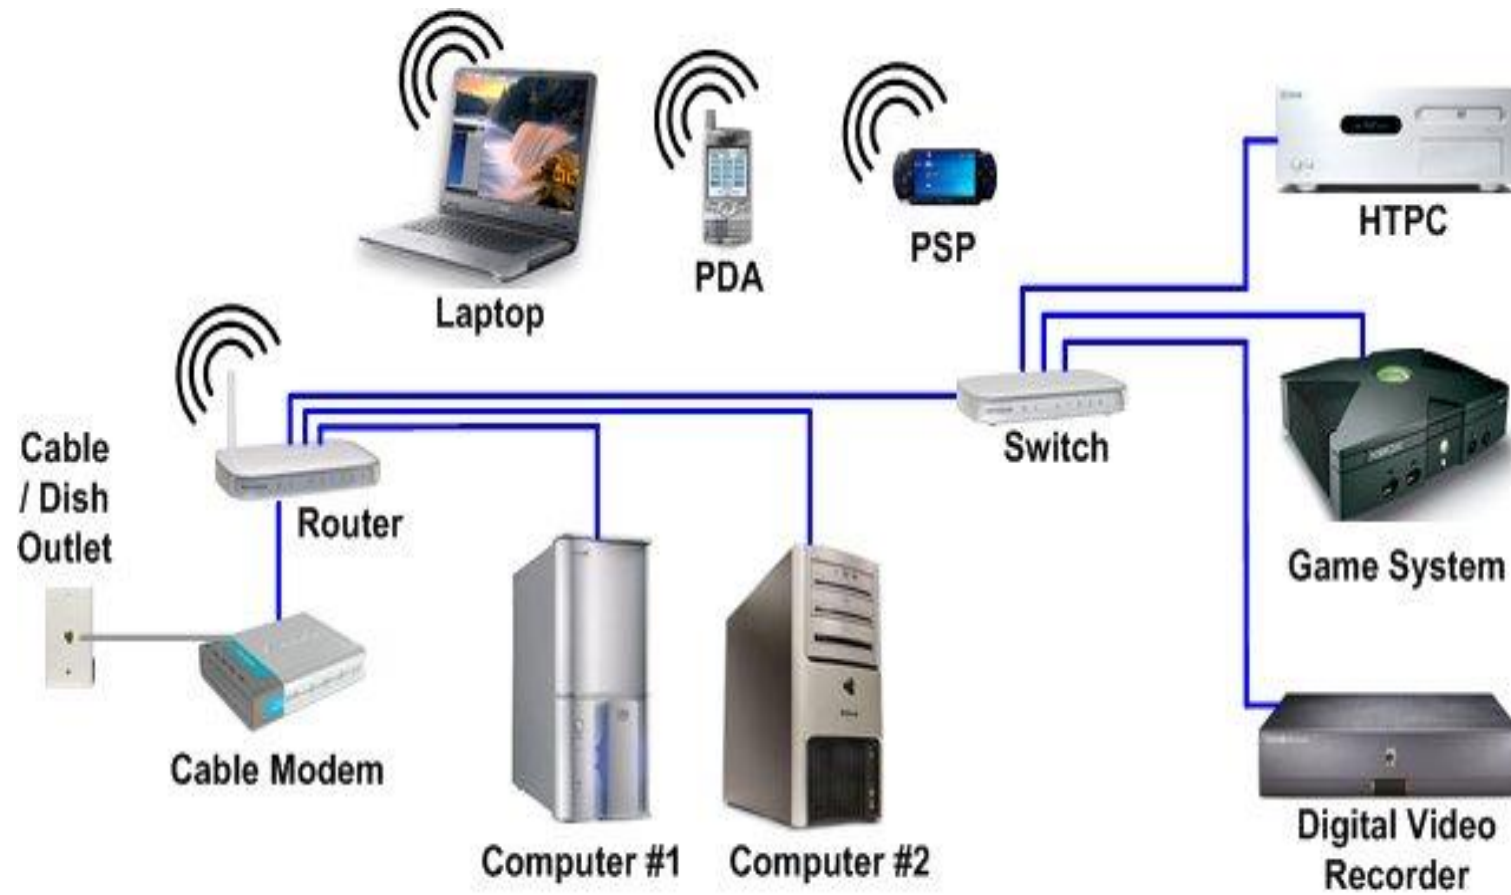 Laptop
PDA
PSP
HTPC
Cable
/ Dish
Outlet
Router
Switch
Game System
Cable Modem
Computer #1
Computer #2
Digital Video
Recorder